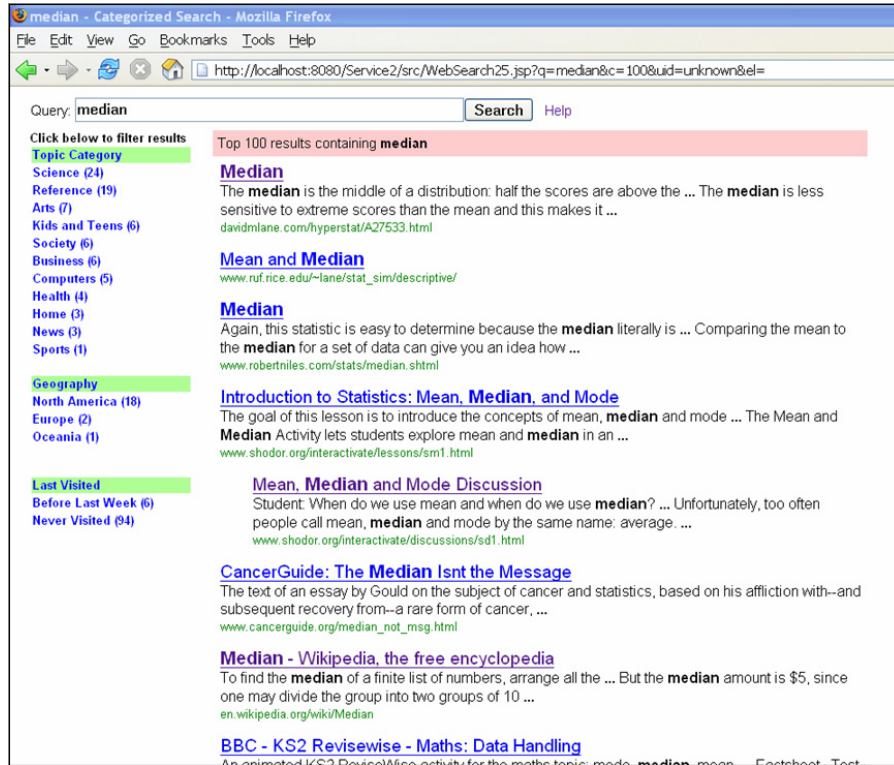 median - Categorized Search - Mozilla Firefox
File Edit View Go Bookmarks Tools Help
http://localhost:8080/Service2/src/WebSearch25.jsp?q=median&c=100&uid=unknown&el=
Query: median Search Help
Click below to filter results
Topic Category
Science (24)
Reference (19)
Arts (7)
Kids and Teens (6)
Society (6)
Business (6)
Computers (5)
Health (4)
Home (3)
News (3)
Sports (1)
Geography
North America (18)
Europe (2)
Oceania (1)
Last Visited
Before Last Week (6)
Never Visited (94)
Top 100 results containing median
Median
The median is the middle of a distribution: half the scores are above the ... The median is less
sensitive to extreme scores than the mean and this makes it ...
davidmlane.com/hyperstat/A27533.html
Mean and Median
www.ruf.rice.edu/~lane/stat_sim/descriptive/
Median
Again, this statistic is easy to determine because the median literally is ... Comparing the mean to
the median for a set of data can give you an idea how ...
www.robertniles.com/stats/median.shtml
Introduction to Statistics: Mean, Median, and Mode
The goal of this lesson is to introduce the concepts of mean, median and mode ... The Mean and
Median Activity lets students explore mean and median in an ...
www.shodor.org/interactivate/lessons/sm1.html
Mean, Median and Mode Discussion
Student: When do we use mean and when do we use median? ... Unfortunately, too often
people call mean, median and mode by the same name: average. ...
www.shodor.org/interactivate/discussions/sd1.html
CancerGuide: The Median Isnt the Message
The text of an essay by Gould on the subject of cancer and statistics, based on his affliction with--and
subsequent recovery from--a rare form of cancer, ...
www.cancerguide.org/median_not_msg.html
Median - Wikipedia, the free encyclopedia
To find the median of a finite list of numbers, arrange all the ... But the median amount is $5, since
one may divide the group into two groups of 10 ...
en.wikipedia.org/wiki/Median
BBC - KS2 Revisewise - Maths: Data Handling
An animated KS2 ReviseWise activity for the maths topic: mode, median, mean ... Factsheet Test